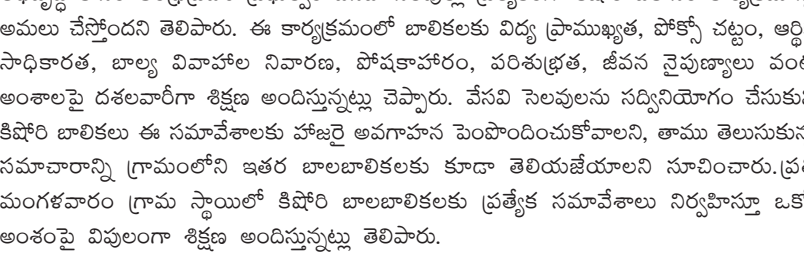 అమలు చేస్తోందని తెలిపారు. ఈ కార్యక్రమంలో బాలికలకు విద్య ప్రాముఖ్యత, పోక్సో చట్టం,
సాధికారత, బాల్య వివాహాల నివారణ, పోషకాహారం, పరిశుభ్రత, జీవన నైపుణ్యాలు
అంశాలపై దశలవారీగా శిక్షణ అందిస్తున్నట్లు చెప్పారు. వేసవి సెలవులను సద్వినియోగం
కిషోరి బాలికలు ఈ సమావేశాలకు హాజరై అవగాహన పెంపొందించుకోవాలని, తాము
సమాచారాన్ని గ్రామంలోని ఇతర బాలబాలికలకు కూడా తెలియజేయాలని సూచించారు.
మంగళవారం గ్రామ స్థాయిలో కిషోరి బాలబాలికలకు ప్రత్యేక సమావేశాలు నిర్వహిస్తూ
అంశంపై విపులంగా శిక్షణ అందిస్తున్నట్లు తెలిపారు.